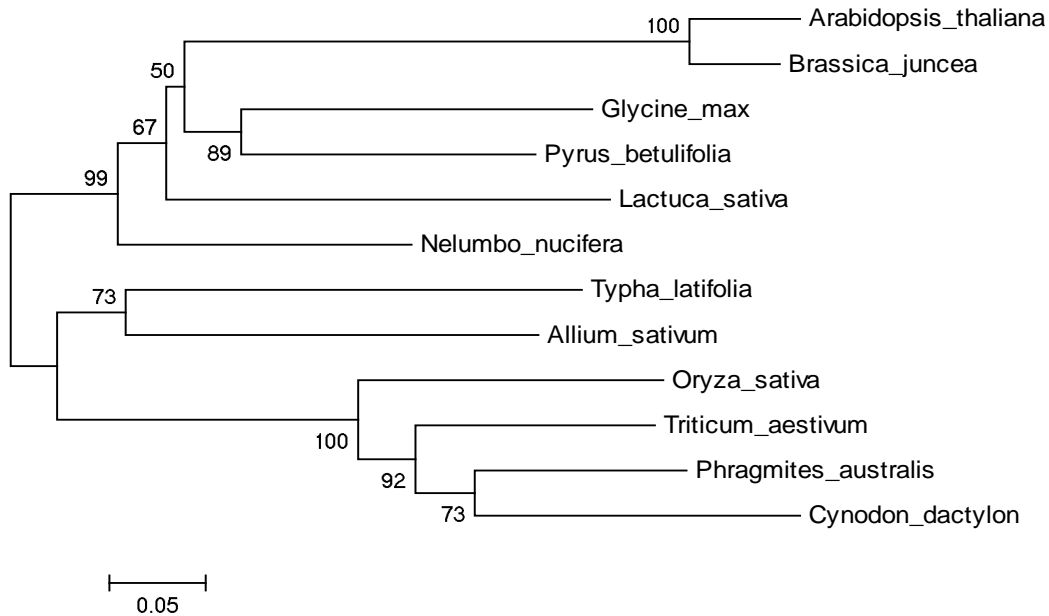 100
Arabidopsis_thaliana
Brassica_juncea
50
Glycine_max
89
Pyrus_betulifolia
67
Lactuca_sativa
99
Nelumbo_nucifera
73
Typha_latifolia
Allium_sativum
Oryza_sativa
100
Triticum_aestivum
92
Phragmites_australis
73
Cynodon_dactylon
0.05